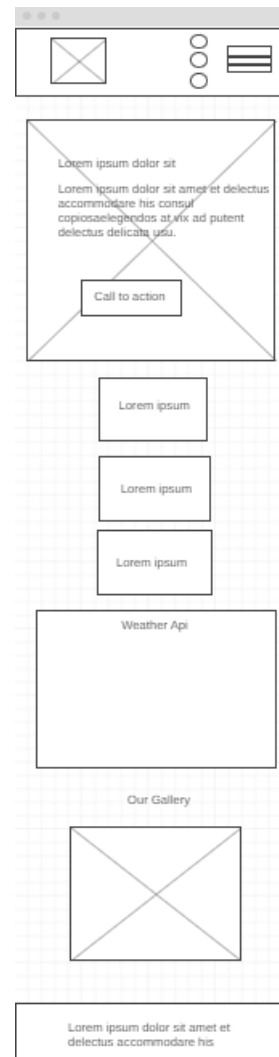 Lorem ipsum dolor sit
Lorem ipsum dolor sit amet et delectus
accommodare his consul
copiosaelegendos at vix ad putent
delectus delicata usu.
Call to action
Lorem ipsum
Lorem ipsum
Lorem ipsum
Weather Api
Our Gallery
Lorem ipsum dolor sit amet et
delectus accommodare his